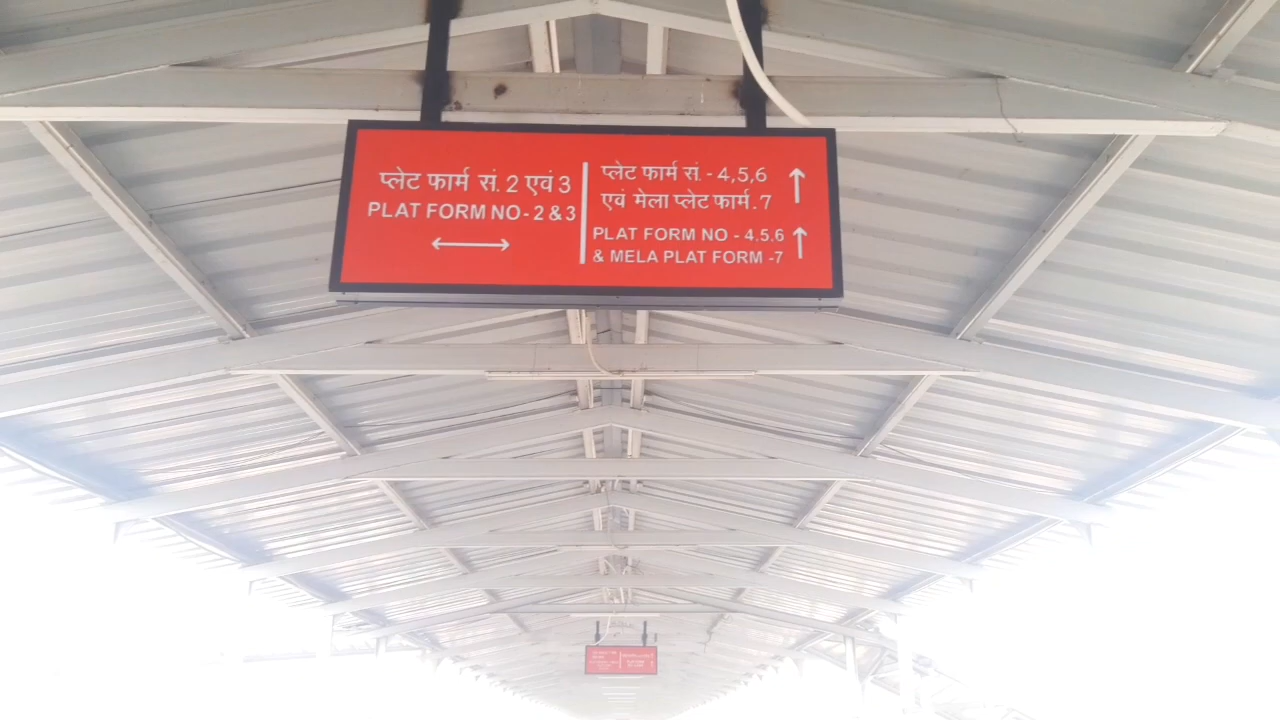 प्लेट फार्म सं. 2 एवं 3
PLAT FORM NO - 2 & 3
प्लेट फार्म सं. - 4,5,6
एवं मेला प्लेट फार्म. 7
PLAT FORM NO - 4.5.6
& MELA PLAT FORM -7